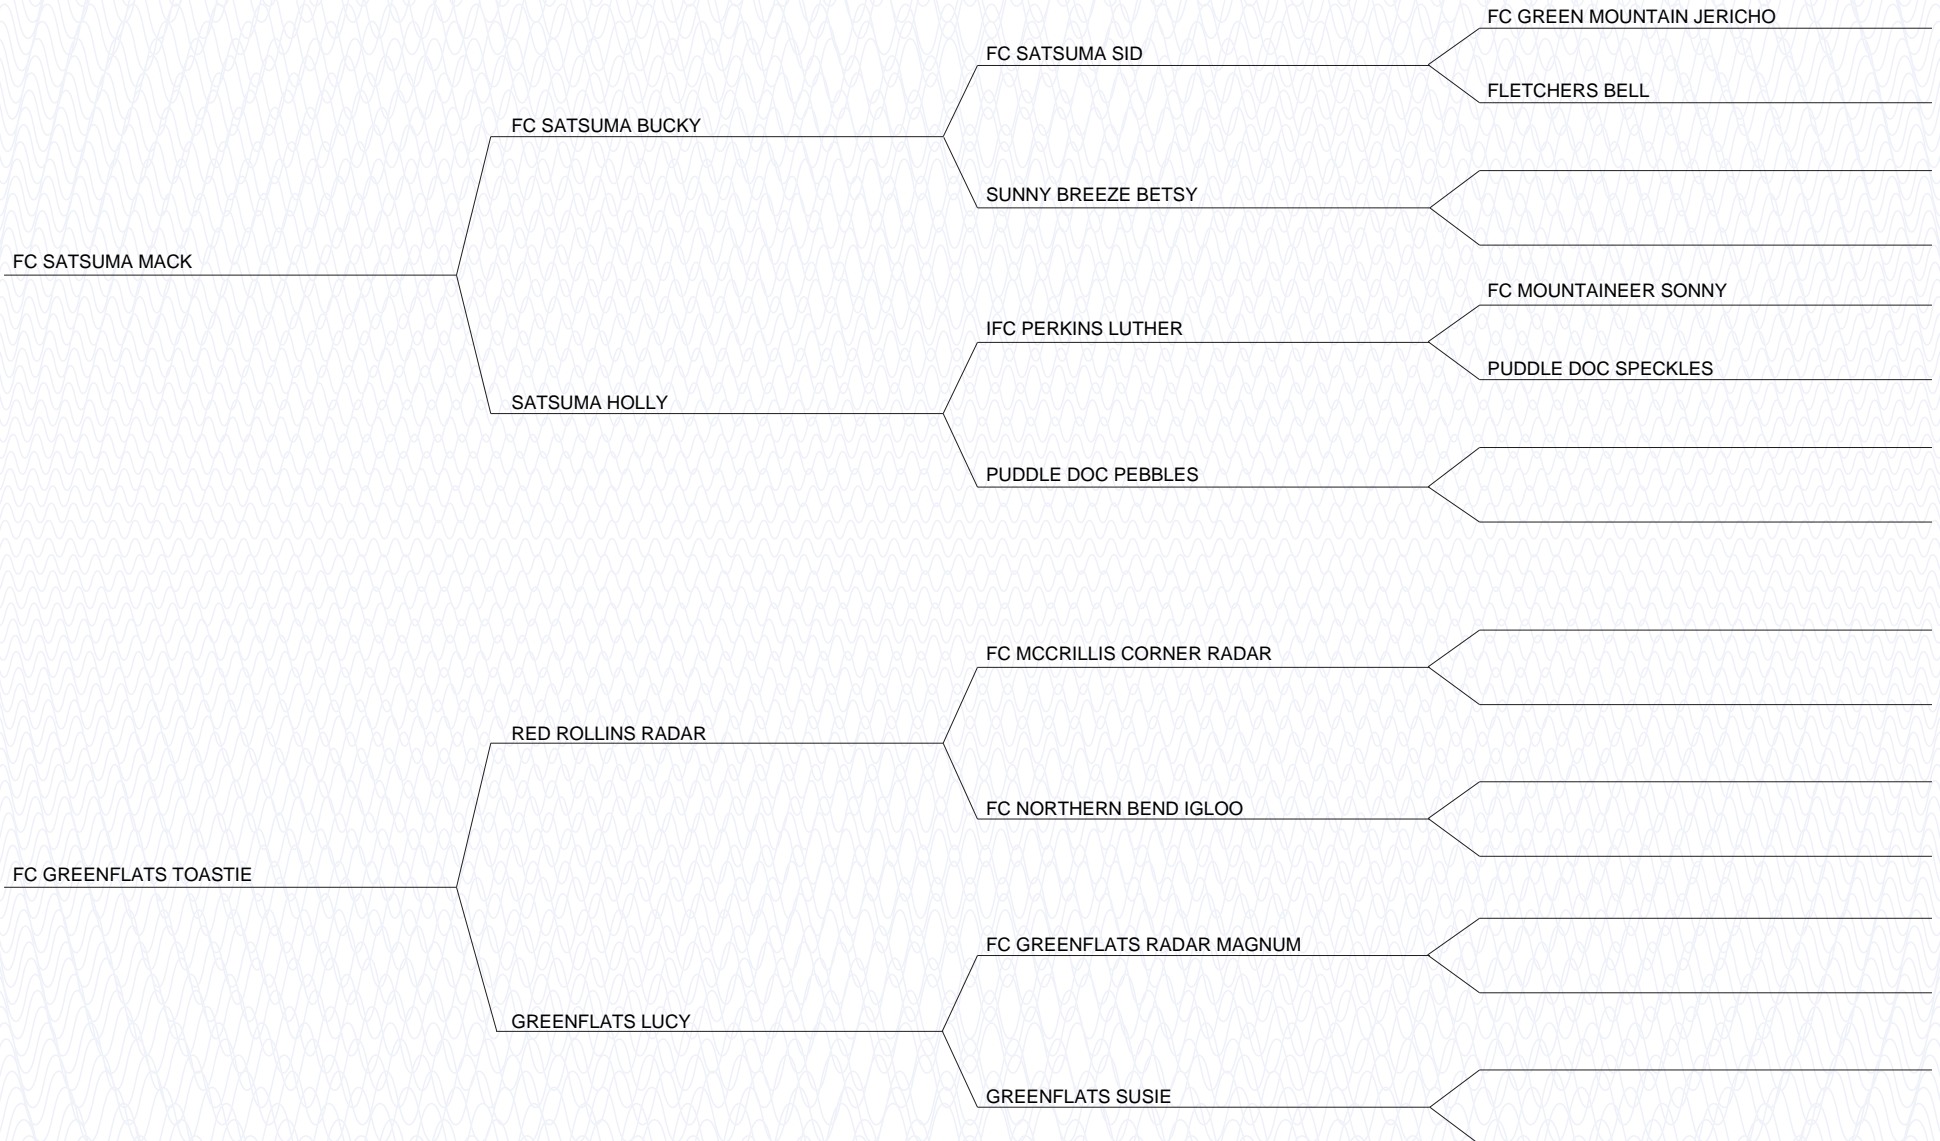 FC GREEN MOUNTAIN JERICHO
FC SATSUMA SID
FLETCHERS BELL
FC SATSUMA BUCKY
SUNNY BREEZE BETSY
FC SATSUMA MACK
FC MOUNTAINEER SONNY
IFC PERKINS LUTHER
PUDDLE DOC SPECKLES
SATSUMA HOLLY
PUDDLE DOC PEBBLES
FC MCCRILLIS CORNER RADAR
RED ROLLINS RADAR
FC NORTHERN BEND IGLOO
FC GREENFLATS TOASTIE
FC GREENFLATS RADAR MAGNUM
GREENFLATS LUCY
GREENFLATS SUSIE